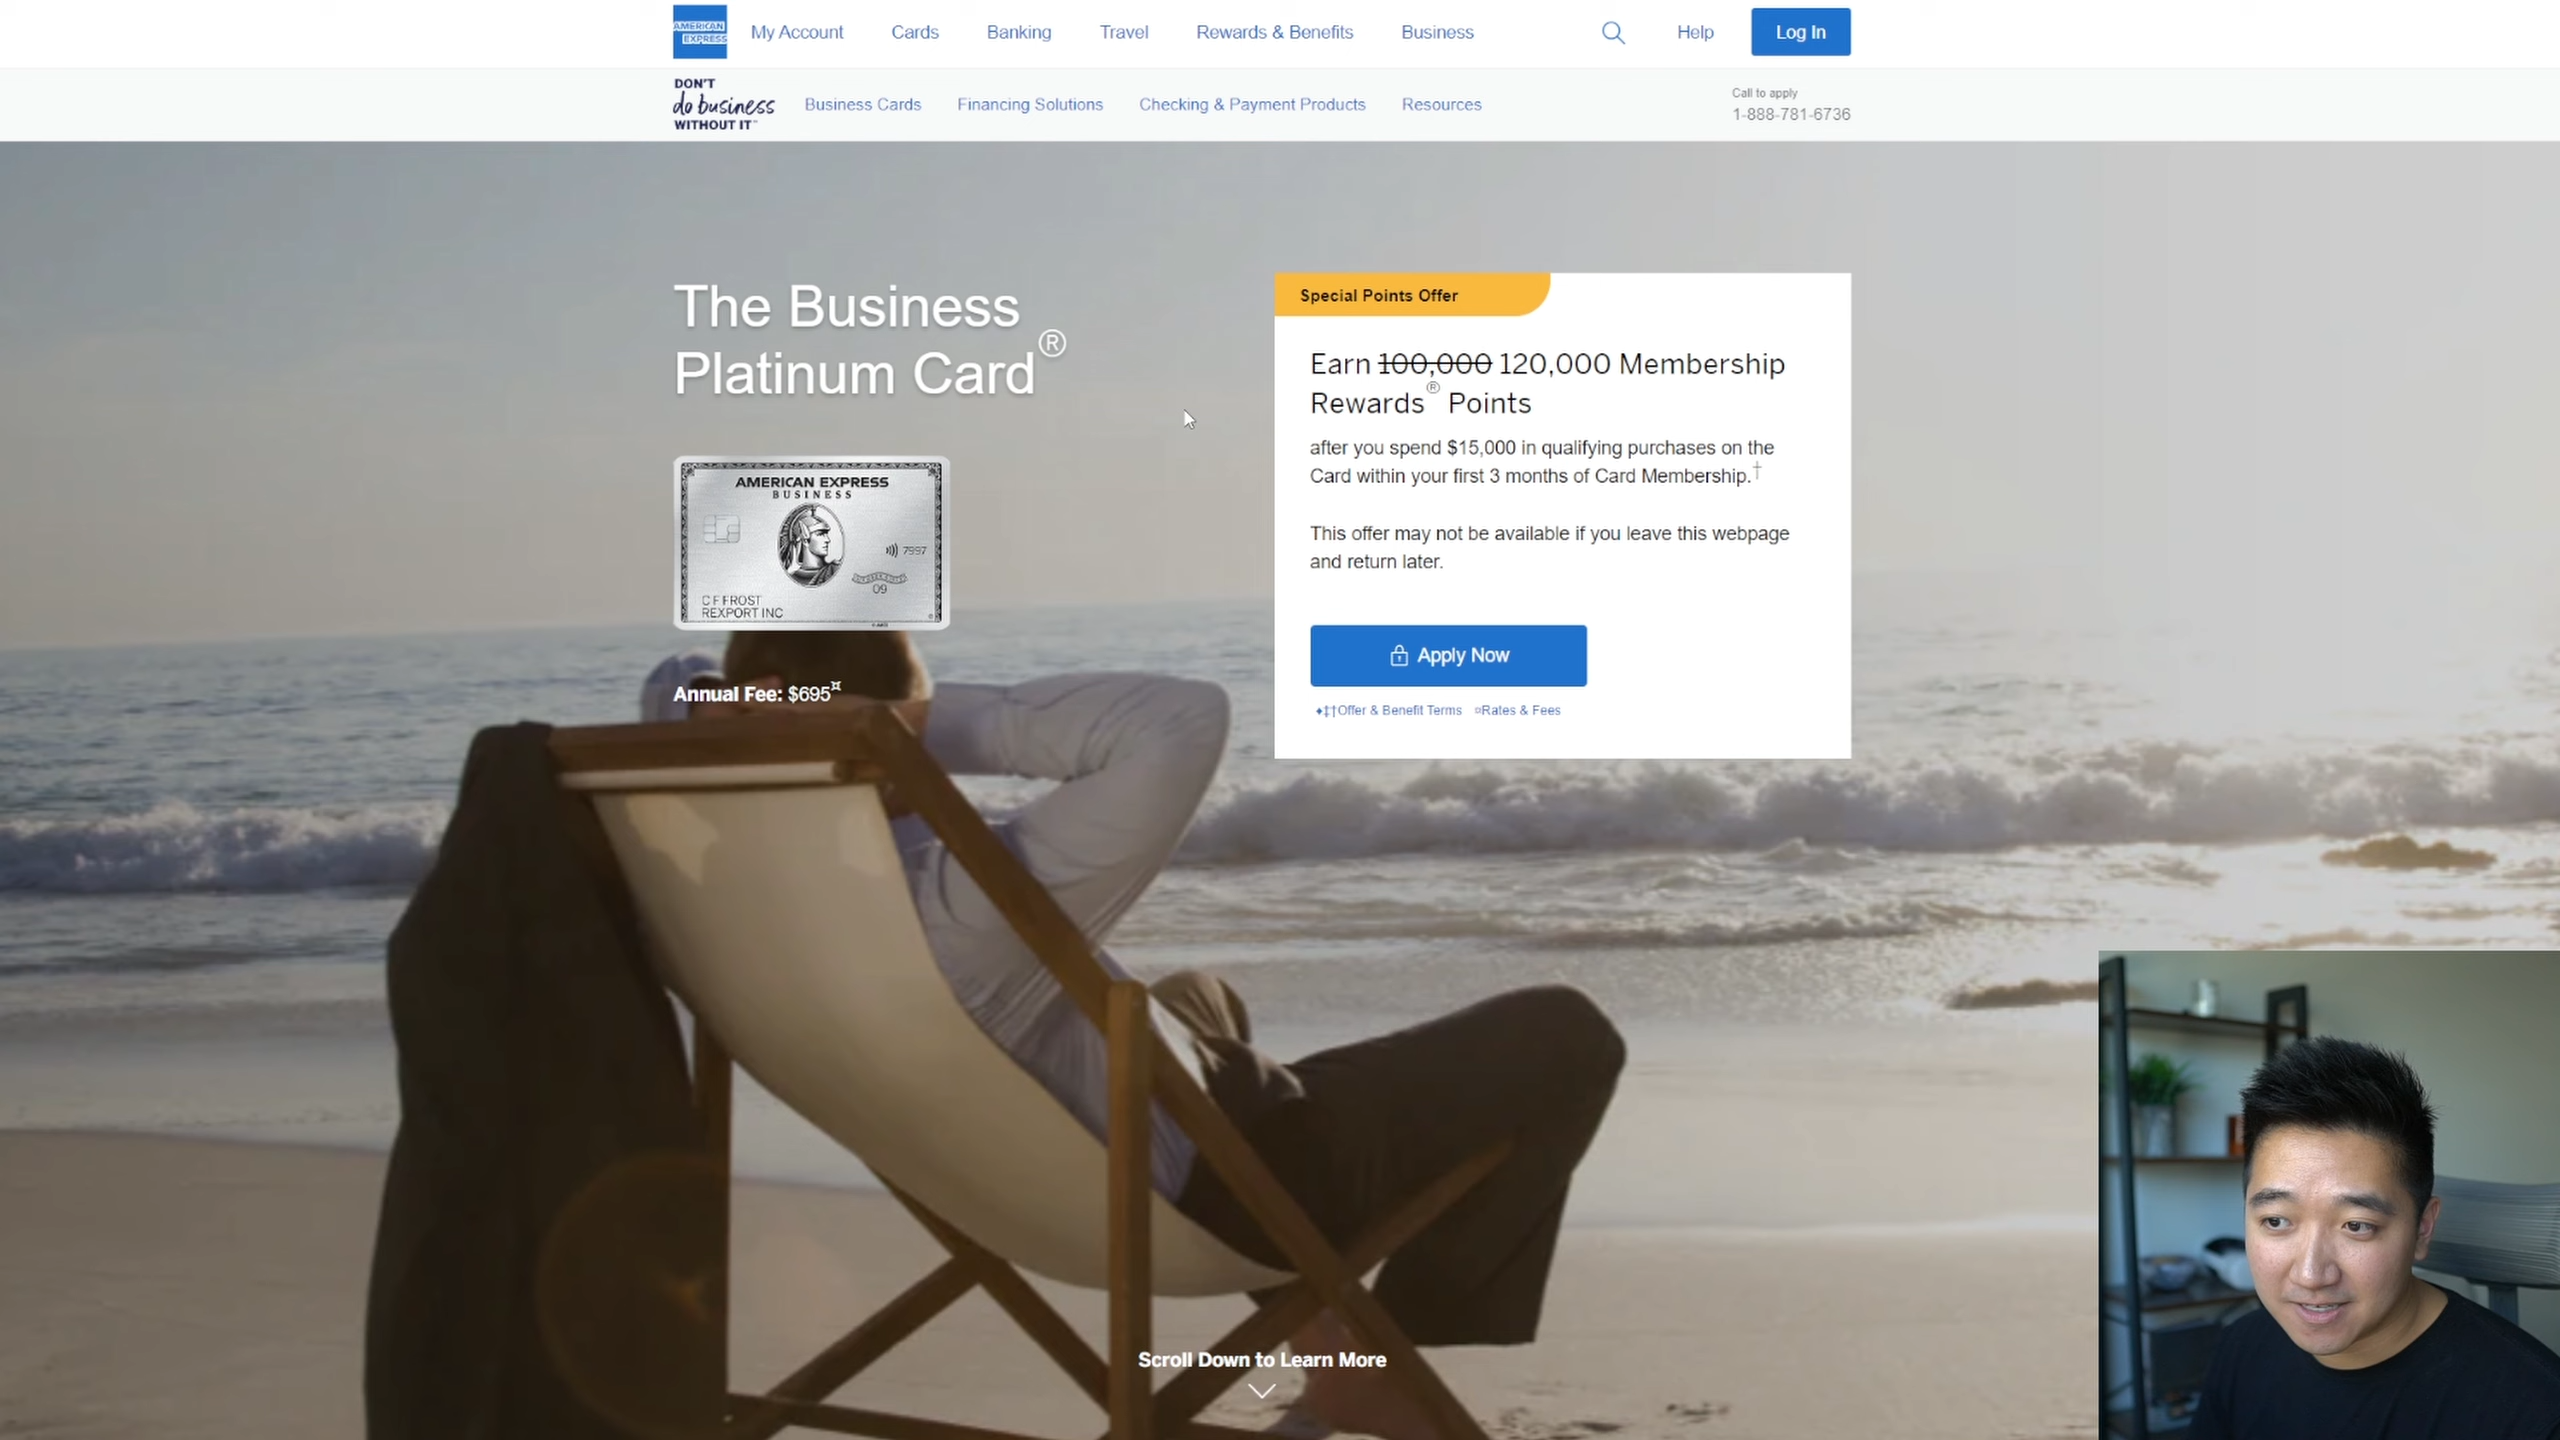 AMERICAN
EXPRESS
My Account
Cards
Banking
Travel
Rewards & Benefits
Business
Help
Log In
DON'T
do business
WITHOUT IT™
Business Cards
Financing Solutions
Checking & Payment Products
Resources
Call to apply
1-888-781-6736
The Business
Platinum Card®
AMERICAN EXPRESS
BUSINESS
7997
09
C F FROST
REXPORT INC
Annual Fee: $695¤
Special Points Offer
Earn 100,000 120,000 Membership
Rewards® Points
after you spend $15,000 in qualifying purchases on the
Card within your first 3 months of Card Membership.†
This offer may not be available if you leave this webpage
and return later.
Apply Now
♦‡†Offer & Benefit Terms
¤Rates & Fees
Scroll Down to Learn More